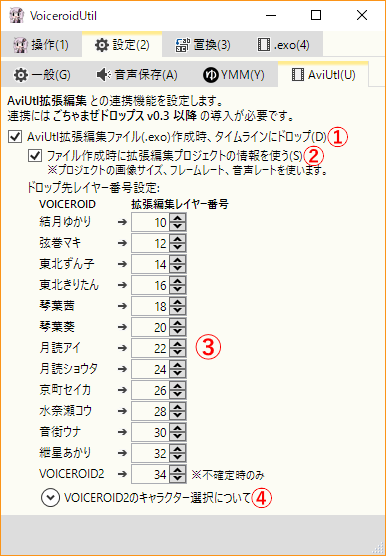 VoiceroidUtil
操作(1) 設定(2) 置換(3) .exo(4)
一般(G) 音声保存(A) ゆ YMM(Y) AviUtl(U)
AviUtl拡張編集 との連携機能を設定します。
連携には ごちゃまぜドロップス v0.3 以降 の導入が必要です。
AviUtl拡張編集ファイル(.exo)作成時、タイムラインにドロップ(D) ①
ファイル作成時に拡張編集プロジェクトの情報を使う(S) ②
※プロジェクトの画像サイズ、フレームレート、音声レートを使います。
ドロップ先レイヤー番号設定:
VOICEROID 拡張編集レイヤー番号
結月ゆかり ➔ 10
弦巻マキ ➔ 12
東北ずん子 ➔ 14
東北きりたん ➔ 16
琴葉茜 ➔ 18
琴葉葵 ➔ 20
月読アイ ➔ 22 ③
月読ショウタ ➔ 24
京町セイカ ➔ 26
水奈瀬コウ ➔ 28
音街ウナ ➔ 30
紲星あかり ➔ 32
VOICEROID2 ➔ 34 ※不確定時のみ
VOICEROID2のキャラクター選択について ④